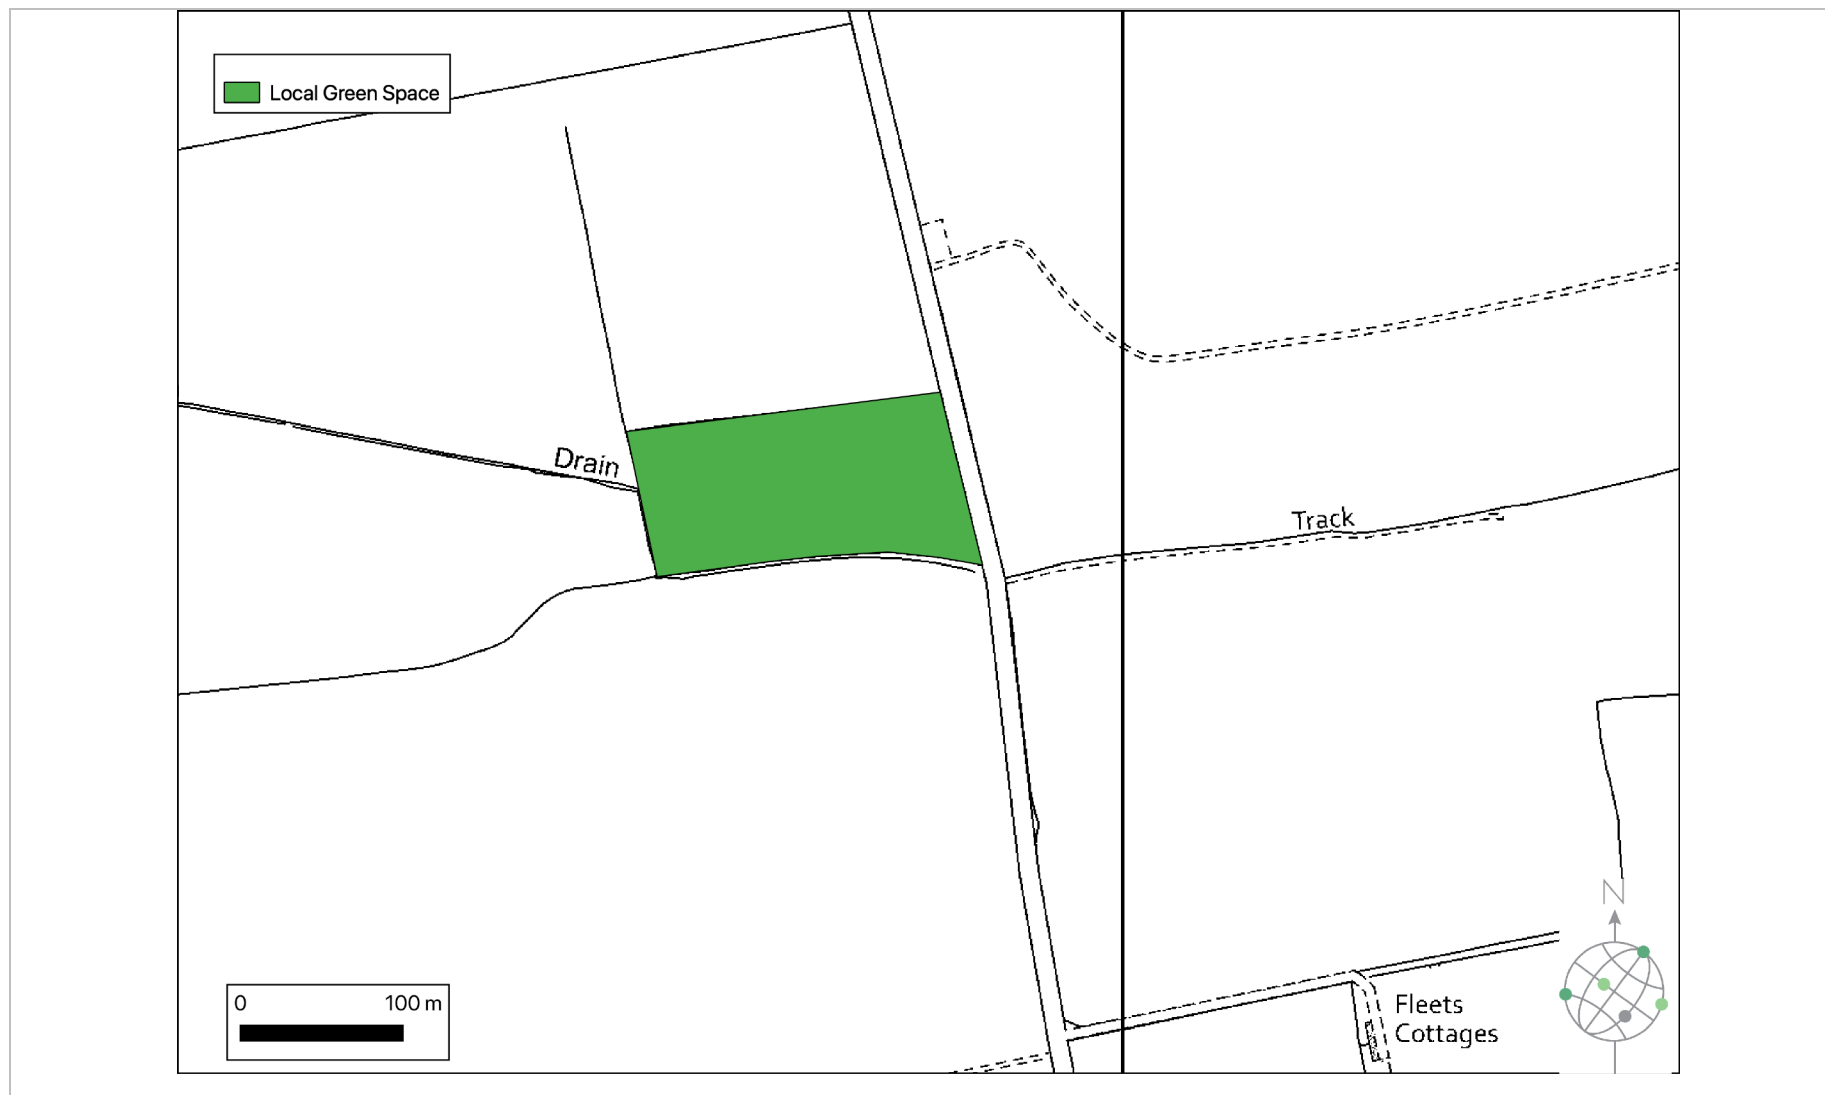 Local Green Space
Drain
Track
N
0 100 m
Fleets
Cottages